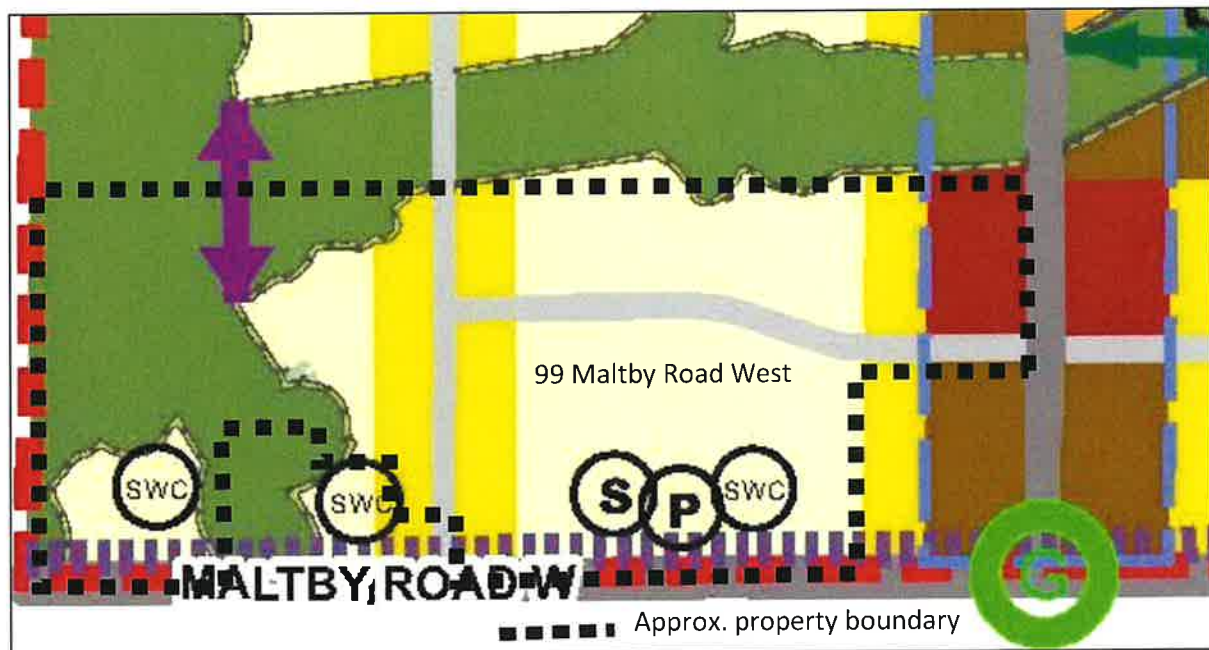 99 Maltby Road West
SWC
SWC
S
P
SWC
G
MALTBY ROAD W
Approx. property boundary